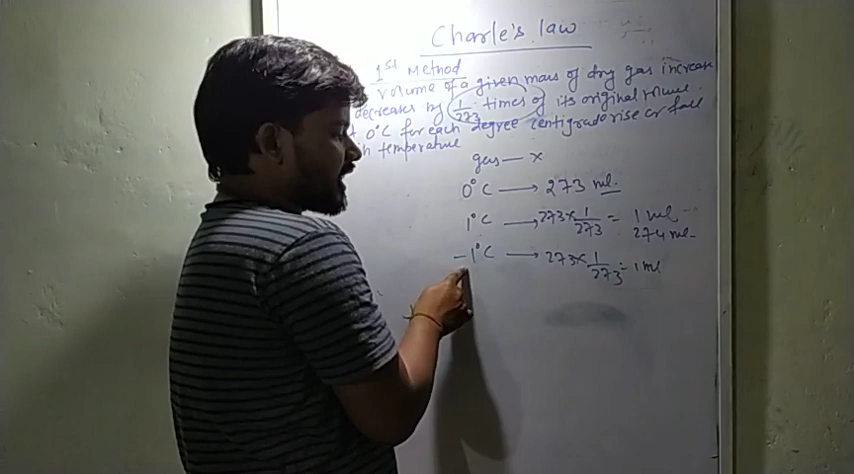 Charle's law
1st Method
volume of a given mass of dry gas increase
decreases by 1/273 times of its original volume
0°C for each degree centigrade rise or fall
temperature
gas — x
0°C → 273 ml.
1°C → 273 × 1/273 = 1 ml
274 ml
-1°C → 273 × 1/273 = 1 ml